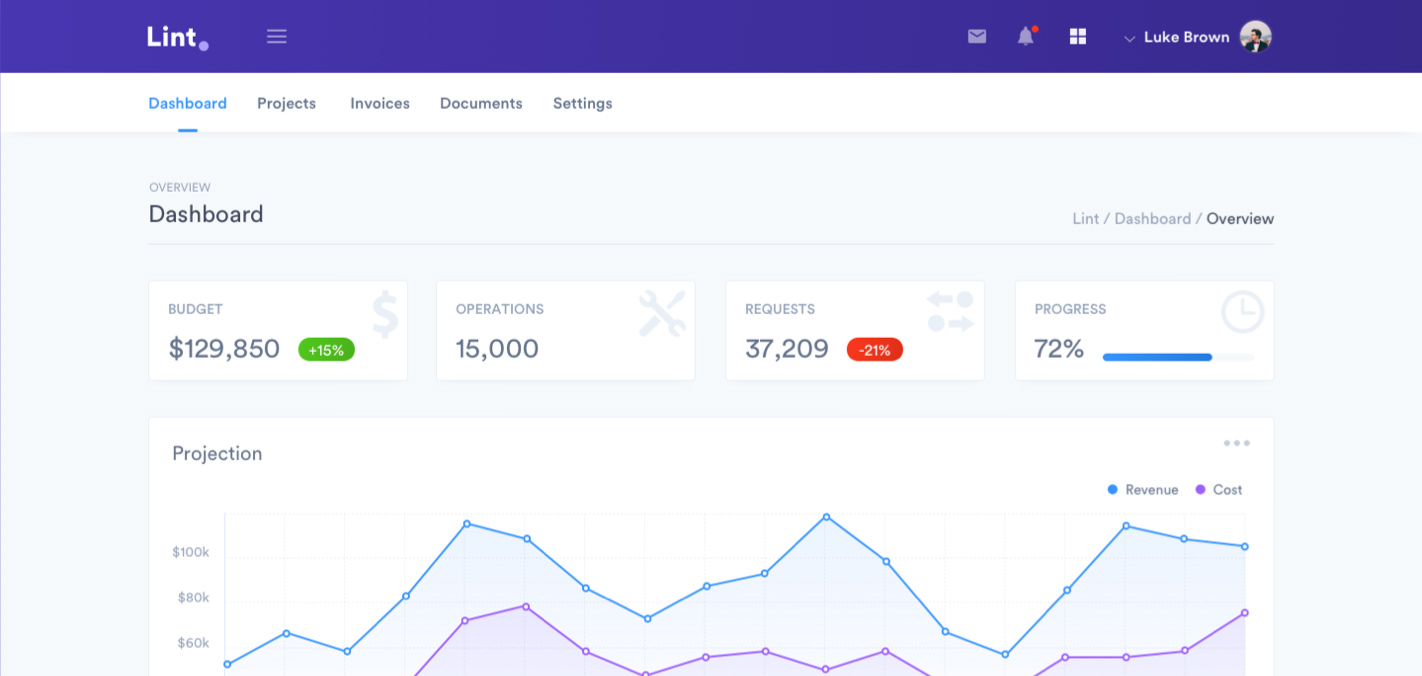 Lint.
Luke Brown
Dashboard Projects Invoices Documents Settings
OVERVIEW
Dashboard
Lint / Dashboard / Overview
BUDGET
$129,850 +15%
OPERATIONS
15,000
REQUESTS
37,209 -21%
PROGRESS
72%
Projection
Revenue Cost
$100k
$80k
$60k